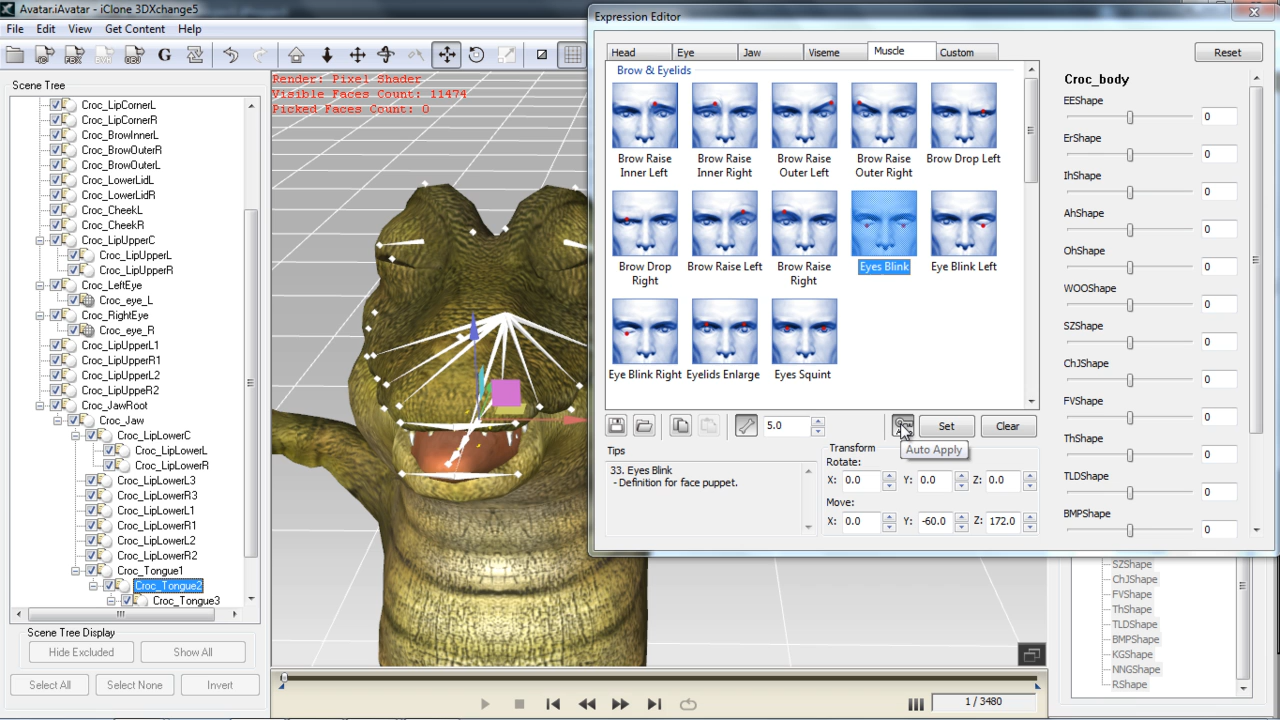 Avatar.iAvatar - iClone 3DXchange5
File Edit View Get Content Help
Scene Tree
Croc_LipCornerL
Croc_LipCornerR
Croc_BrowInnerL
Croc_BrowOuterR
Croc_BrowOuterL
Croc_LowerLidL
Croc_LowerLidR
Croc_CheekL
Croc_CheekR
Croc_LipUpperC
Croc_LipUpperL
Croc_LipUpperR
CrocLeftEye
Croc_eye_L
Croc_RightEye
Croc_eye_R
Croc_LipUpperL1
Croc_LipUpperR1
Croc_LipUpperL2
Croc_LipUppeR2
Croc_JawRoot
Croc_Jaw
Croc_LipLowerC
Croc_LipLowerL
Croc_LipLowerR
Croc_LipLowerL3
Croc_LipLowerR3
Croc_LipLowerL1
Croc_LipLowerR1
Croc_LipLowerL2
Croc_LipLowerR2
Croc_Tongue1
Croc_Tongue2
Croc_Tongue3
Scene Tree Display
Hide Excluded Show All
Select All Select None Invert
Render: Pixel Shader
Visible Faces Count: 11474
Picked Faces Count: 0
1 / 3480
Expression Editor
Head Eye Jaw Viseme Muscle Custom
Reset
Brow & Eyelids
Brow Raise Inner Left
Brow Raise Inner Right
Brow Raise Outer Left
Brow Raise Outer Right
Brow Drop Left
Brow Drop Right
Brow Raise Left
Brow Raise Right
Eyes Blink
Eye Blink Left
Eye Blink Right
Eyelids Enlarge
Eyes Squint
5.0
Set Clear
Auto Apply
Tips
33. Eyes Blink
- Definition for face puppet.
Transform
Rotate:
X: 0.0 Y: 0.0 Z: 0.0
Move:
X: 0.0 Y: -60.0 Z: 172.0
Croc_body
EEShape
0
ErShape
0
IhShape
0
AhShape
0
OhShape
0
WOOShape
0
SZShape
0
ChJShape
0
FVShape
0
ThShape
0
TLDShape
0
BMPShape
0
SZShape
ChJShape
FVShape
ThShape
TLDShape
BMPShape
KGShape
NNGShape
RShape